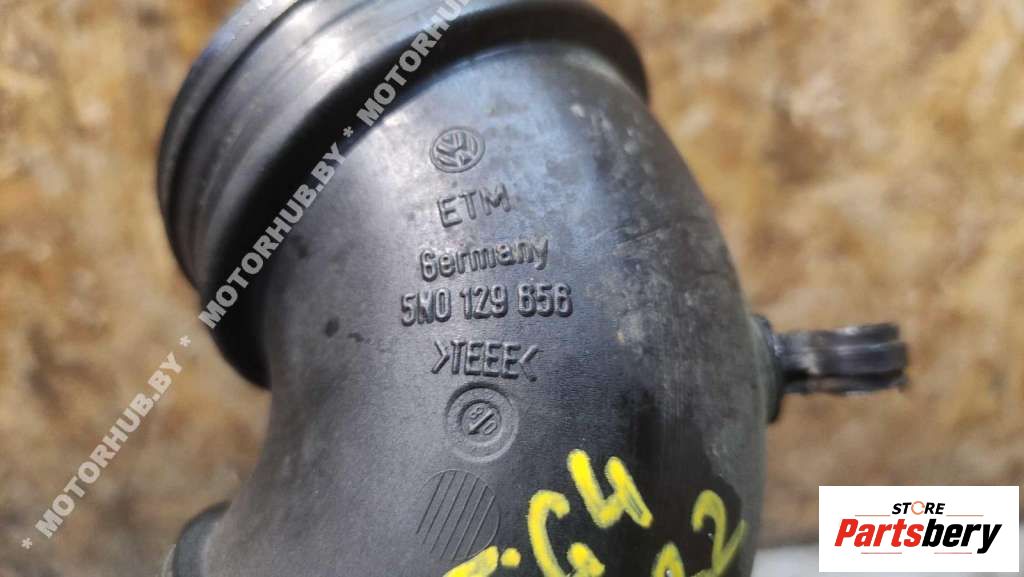 ETM
Germany
5N0 129 656
>TEEE<
* MOTORHUB.BY * MOTORHUB.BY * MOTORHUB.BY *
STORE
Partsbery